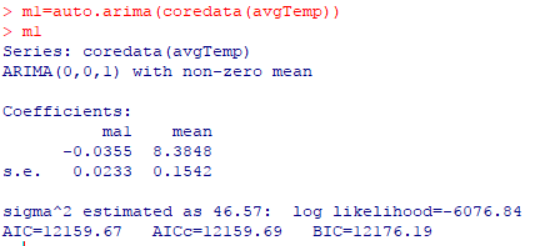 > m1=auto.arima(coredata(avgTemp))
> m1
Series: coredata(avgTemp)
ARIMA(0,0,1) with non-zero mean
Coefficients:
ma1 mean
-0.0355 8.3848
s.e. 0.0233 0.1542
sigma^2 estimated as 46.57: log likelihood=-6076.84
AIC=12159.67 AICc=12159.69 BIC=12176.19